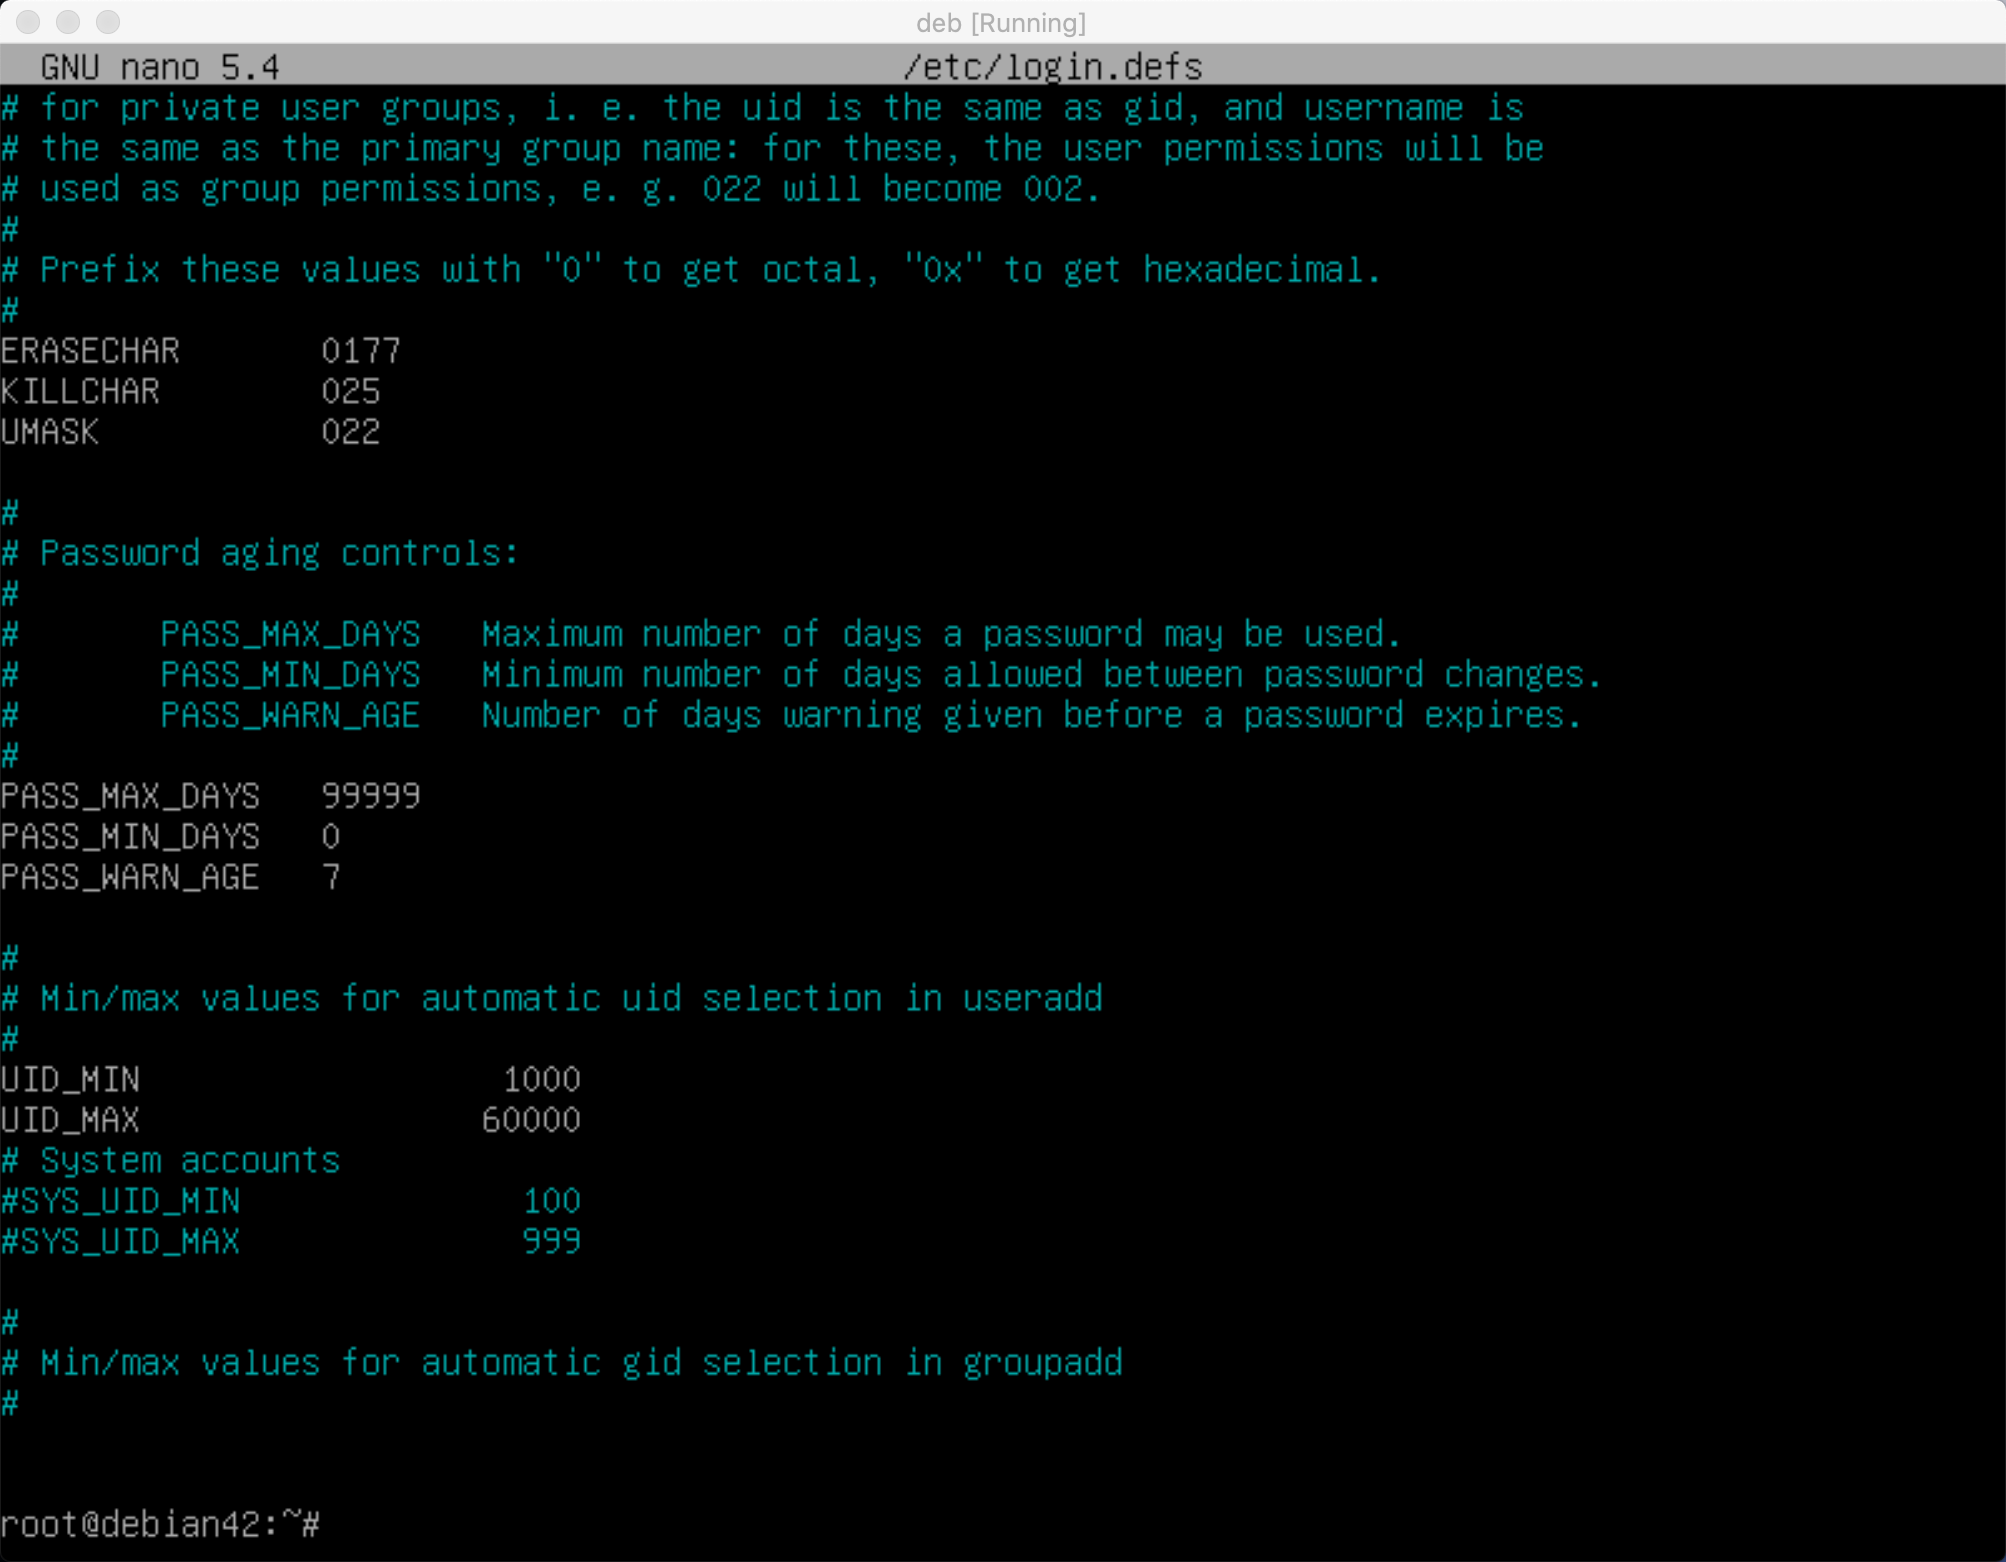 deb [Running]
GNU nano 5.4 /etc/login.defs
# for private user groups, i. e. the uid is the same as gid, and username is
# the same as the primary group name: for these, the user permissions will be
# used as group permissions, e. g. 022 will become 002.
#
# Prefix these values with "0" to get octal, "0x" to get hexadecimal.
#
ERASECHAR 0177
KILLCHAR 025
UMASK 022
#
# Password aging controls:
#
# PASS_MAX_DAYS Maximum number of days a password may be used.
# PASS_MIN_DAYS Minimum number of days allowed between password changes.
# PASS_WARN_AGE Number of days warning given before a password expires.
#
PASS_MAX_DAYS 99999
PASS_MIN_DAYS 0
PASS_WARN_AGE 7
#
# Min/max values for automatic uid selection in useradd
#
UID_MIN 1000
UID_MAX 60000
# System accounts
#SYS_UID_MIN 100
#SYS_UID_MAX 999
#
# Min/max values for automatic gid selection in groupadd
#
root@debian42:~#